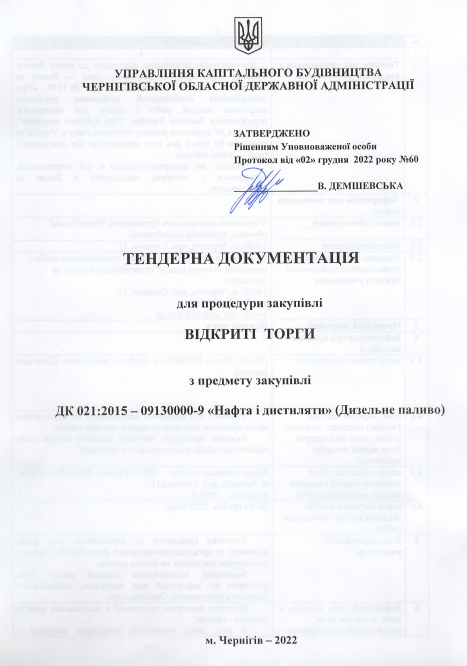 УПРАВЛІННЯ КАПІТАЛЬНОГО БУДІВНИЦТВА
ЧЕРНІГІВСЬКОЇ ОБЛАСНОЇ ДЕРЖАВНОЇ АДМІНІСТРАЦІЇ
ЗАТВЕРДЖЕНО
Рішенням Уповноваженої особи
Протокол від «02» грудня 2022 року №60
__________________В. ДЕМШЕВСЬКА
ТЕНДЕРНА ДОКУМЕНТАЦІЯ
для процедури закупівлі
ВІДКРИТІ ТОРГИ
з предмету закупівлі
ДК 021:2015 – 09130000-9 «Нафта і дистиляти» (Дизельне паливо)
м. Чернігів – 2022